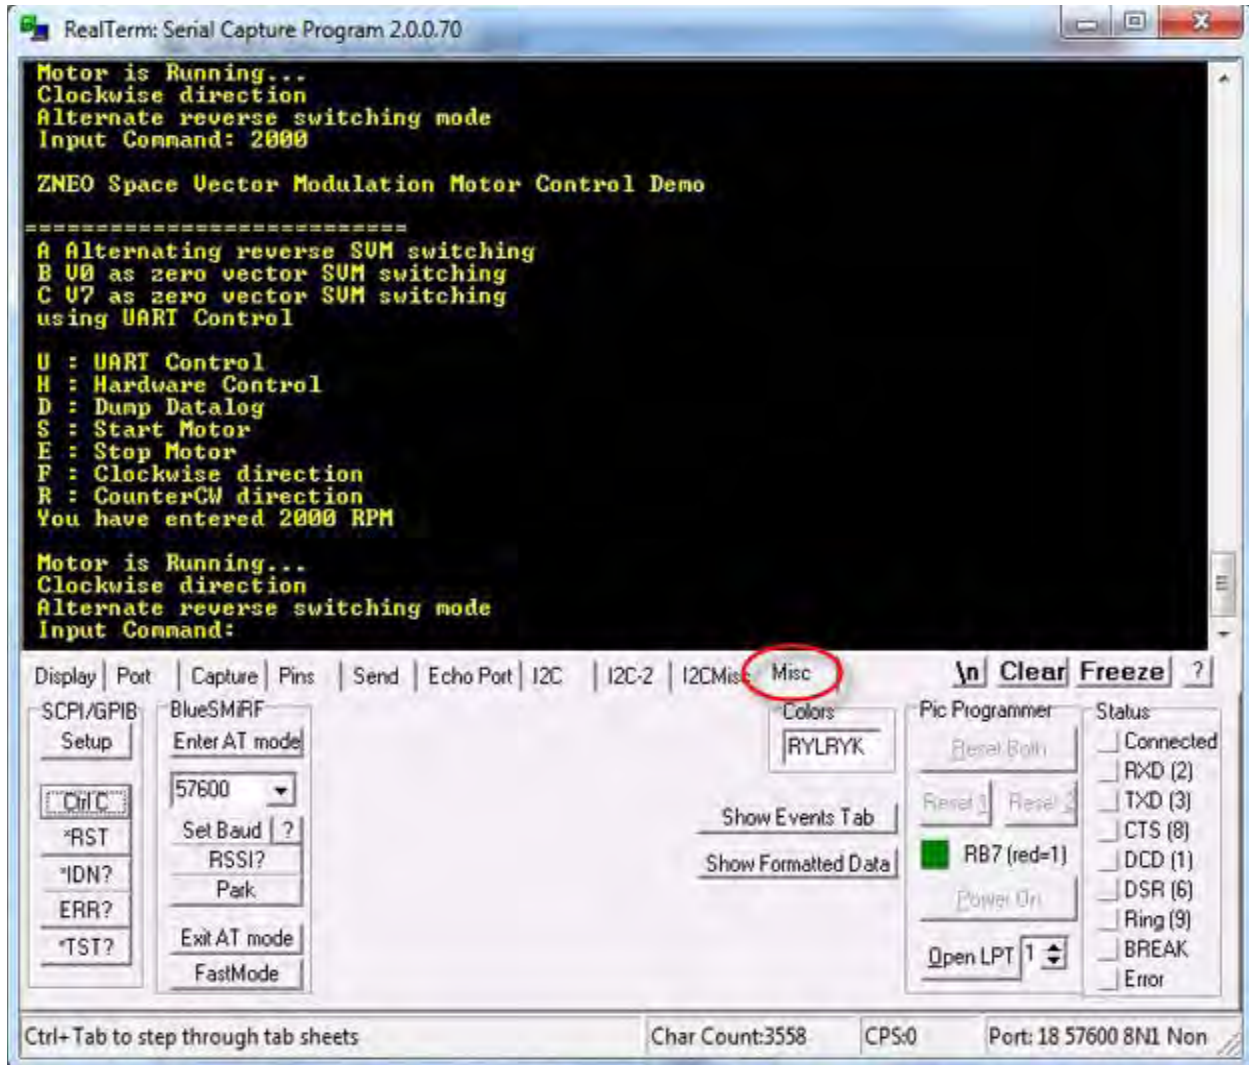 RealTerm: Serial Capture Program 2.0.0.70
Motor is Running...
Clockwise direction
Alternate reverse switching mode
Input Command: 2000
ZNEO Space Vector Modulation Motor Control Demo
============================
A Alternating reverse SVM switching
B V0 as zero vector SVM switching
C V7 as zero vector SVM switching
using UART Control
U : UART Control
H : Hardware Control
D : Dump Datalog
S : Start Motor
E : Stop Motor
F : Clockwise direction
R : CounterCW direction
You have entered 2000 RPM
Motor is Running...
Clockwise direction
Alternate reverse switching mode
Input Command:
Display Port Capture Pins Send Echo Port I2C I2C-2 I2CMisc Misc \n Clear Freeze ?
SCPI/GPIB
Setup
Ctrl C
*RST
*IDN?
ERR?
*TST?
BlueSMiRF
Enter AT mode
57600
Set Baud ?
RSSI?
Park
Exit AT mode
FastMode
Colors
RYLRYK
Show Events Tab
Show Formatted Data
Pic Programmer
Reset Both
Reset 1 Reset 2
RB7 (red=1)
Power On
Open LPT 1
Status
Connected
RXD (2)
TXD (3)
CTS (8)
DCD (1)
DSR (6)
Ring (9)
BREAK
Error
Ctrl+Tab to step through tab sheets Char Count:3558 CPS:0 Port: 18 57600 8N1 Non